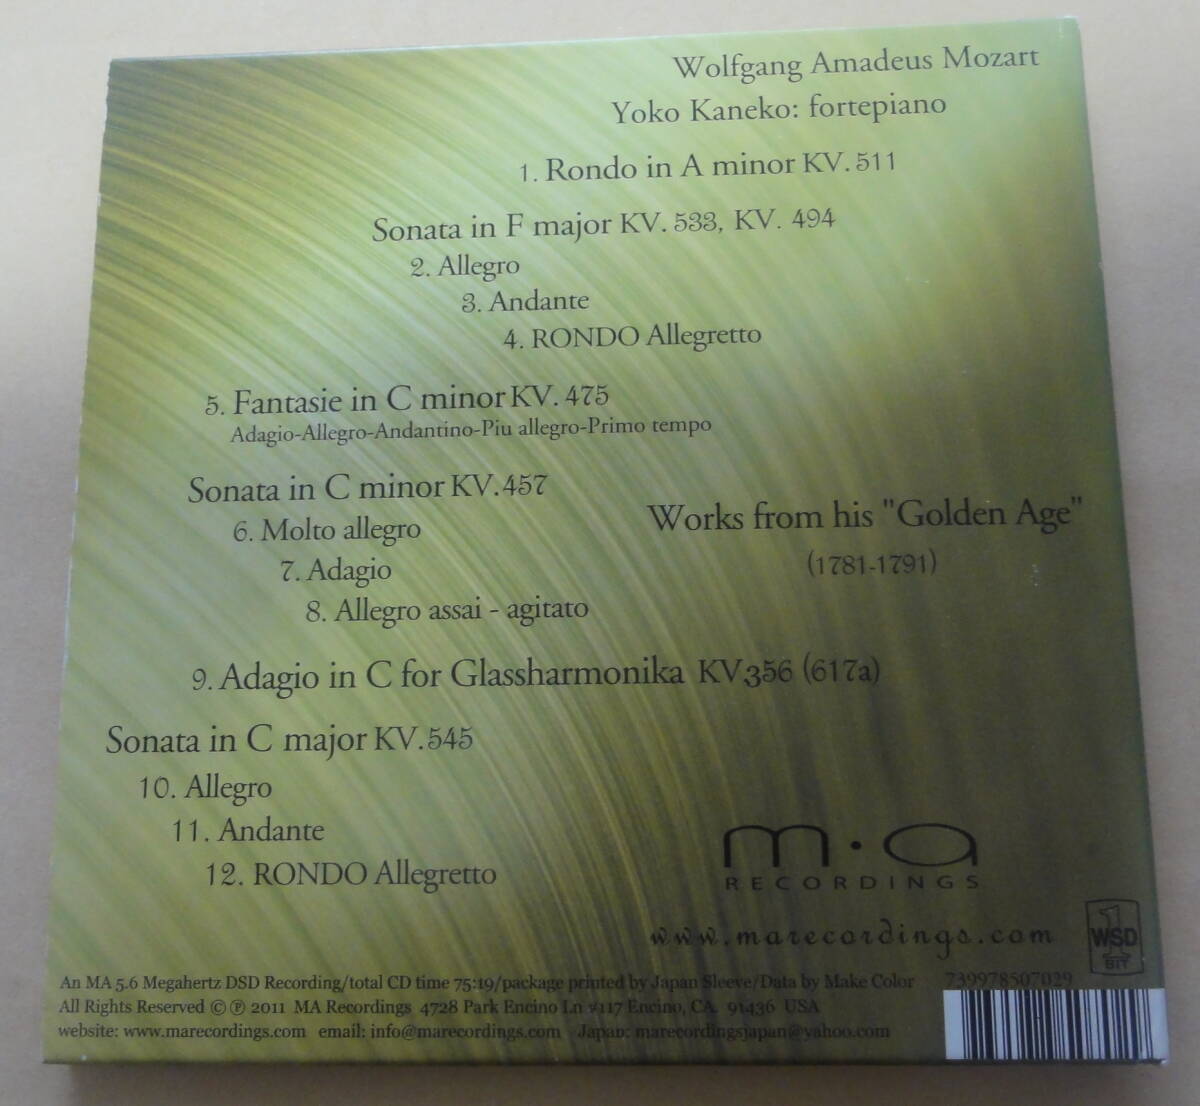 Wolfgang Amadeus Mozart
Yoko Kaneko: fortepiano
1. Rondo in A minor KV. 511
Sonata in F major KV. 533, KV. 494
2. Allegro
3. Andante
4. RONDO Allegretto
5. Fantasie in C minor KV. 475
Adagio-Allegro-Andantino-Piu allegro-Primo tempo
Sonata in C minor KV.457
6. Molto allegro
7. Adagio
8. Allegro assai - agitato
Works from his "Golden Age"
(1781-1791)
9. Adagio in C for Glassharmonika KV356 (617a)
Sonata in C major KV.545
10. Allegro
11. Andante
12. RONDO Allegretto
m·a
RECORDINGS
www.marecordings.com
1
WSD
BIT
An MA 5.6 Megahertz DSD Recording/total CD time 75:19/package printed by Japan Sleeve/Data by Make Color
739978507029
All Rights Reserved © ℗ 2011 MA Recordings 4728 Park Encino Ln #117 Encino, CA. 91436 USA
website: www.marecordings.com email: info@marecordings.com Japan: marecordingsjapan@yahoo.com